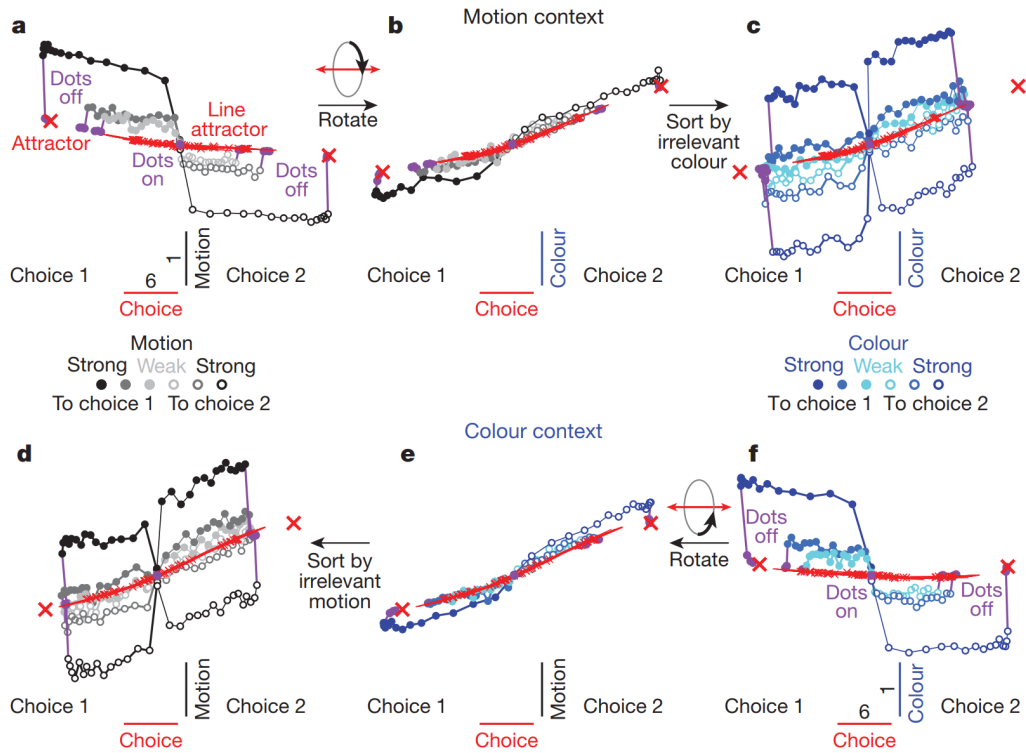 Motion context
a
b
c
Dots
off
Line
attractor
Attractor
Dots
on
Dots
off
Rotate
Sort by
irrelevant
colour
Choice 1
6
1
Motion
Choice 2
Choice
Choice 1
Colour
Choice 2
Choice
Choice 1
Colour
Choice 2
Choice
Motion
Strong Weak Strong
To choice 1 To choice 2
Colour
Strong Weak Strong
To choice 1 To choice 2
Colour context
d
e
f
Sort by
irrelevant
motion
Rotate
Dots
off
Dots
on
Dots
off
Choice 1
Motion
Choice 2
Choice
Choice 1
Motion
Choice 2
Choice
Choice 1
6
1
Colour
Choice 2
Choice